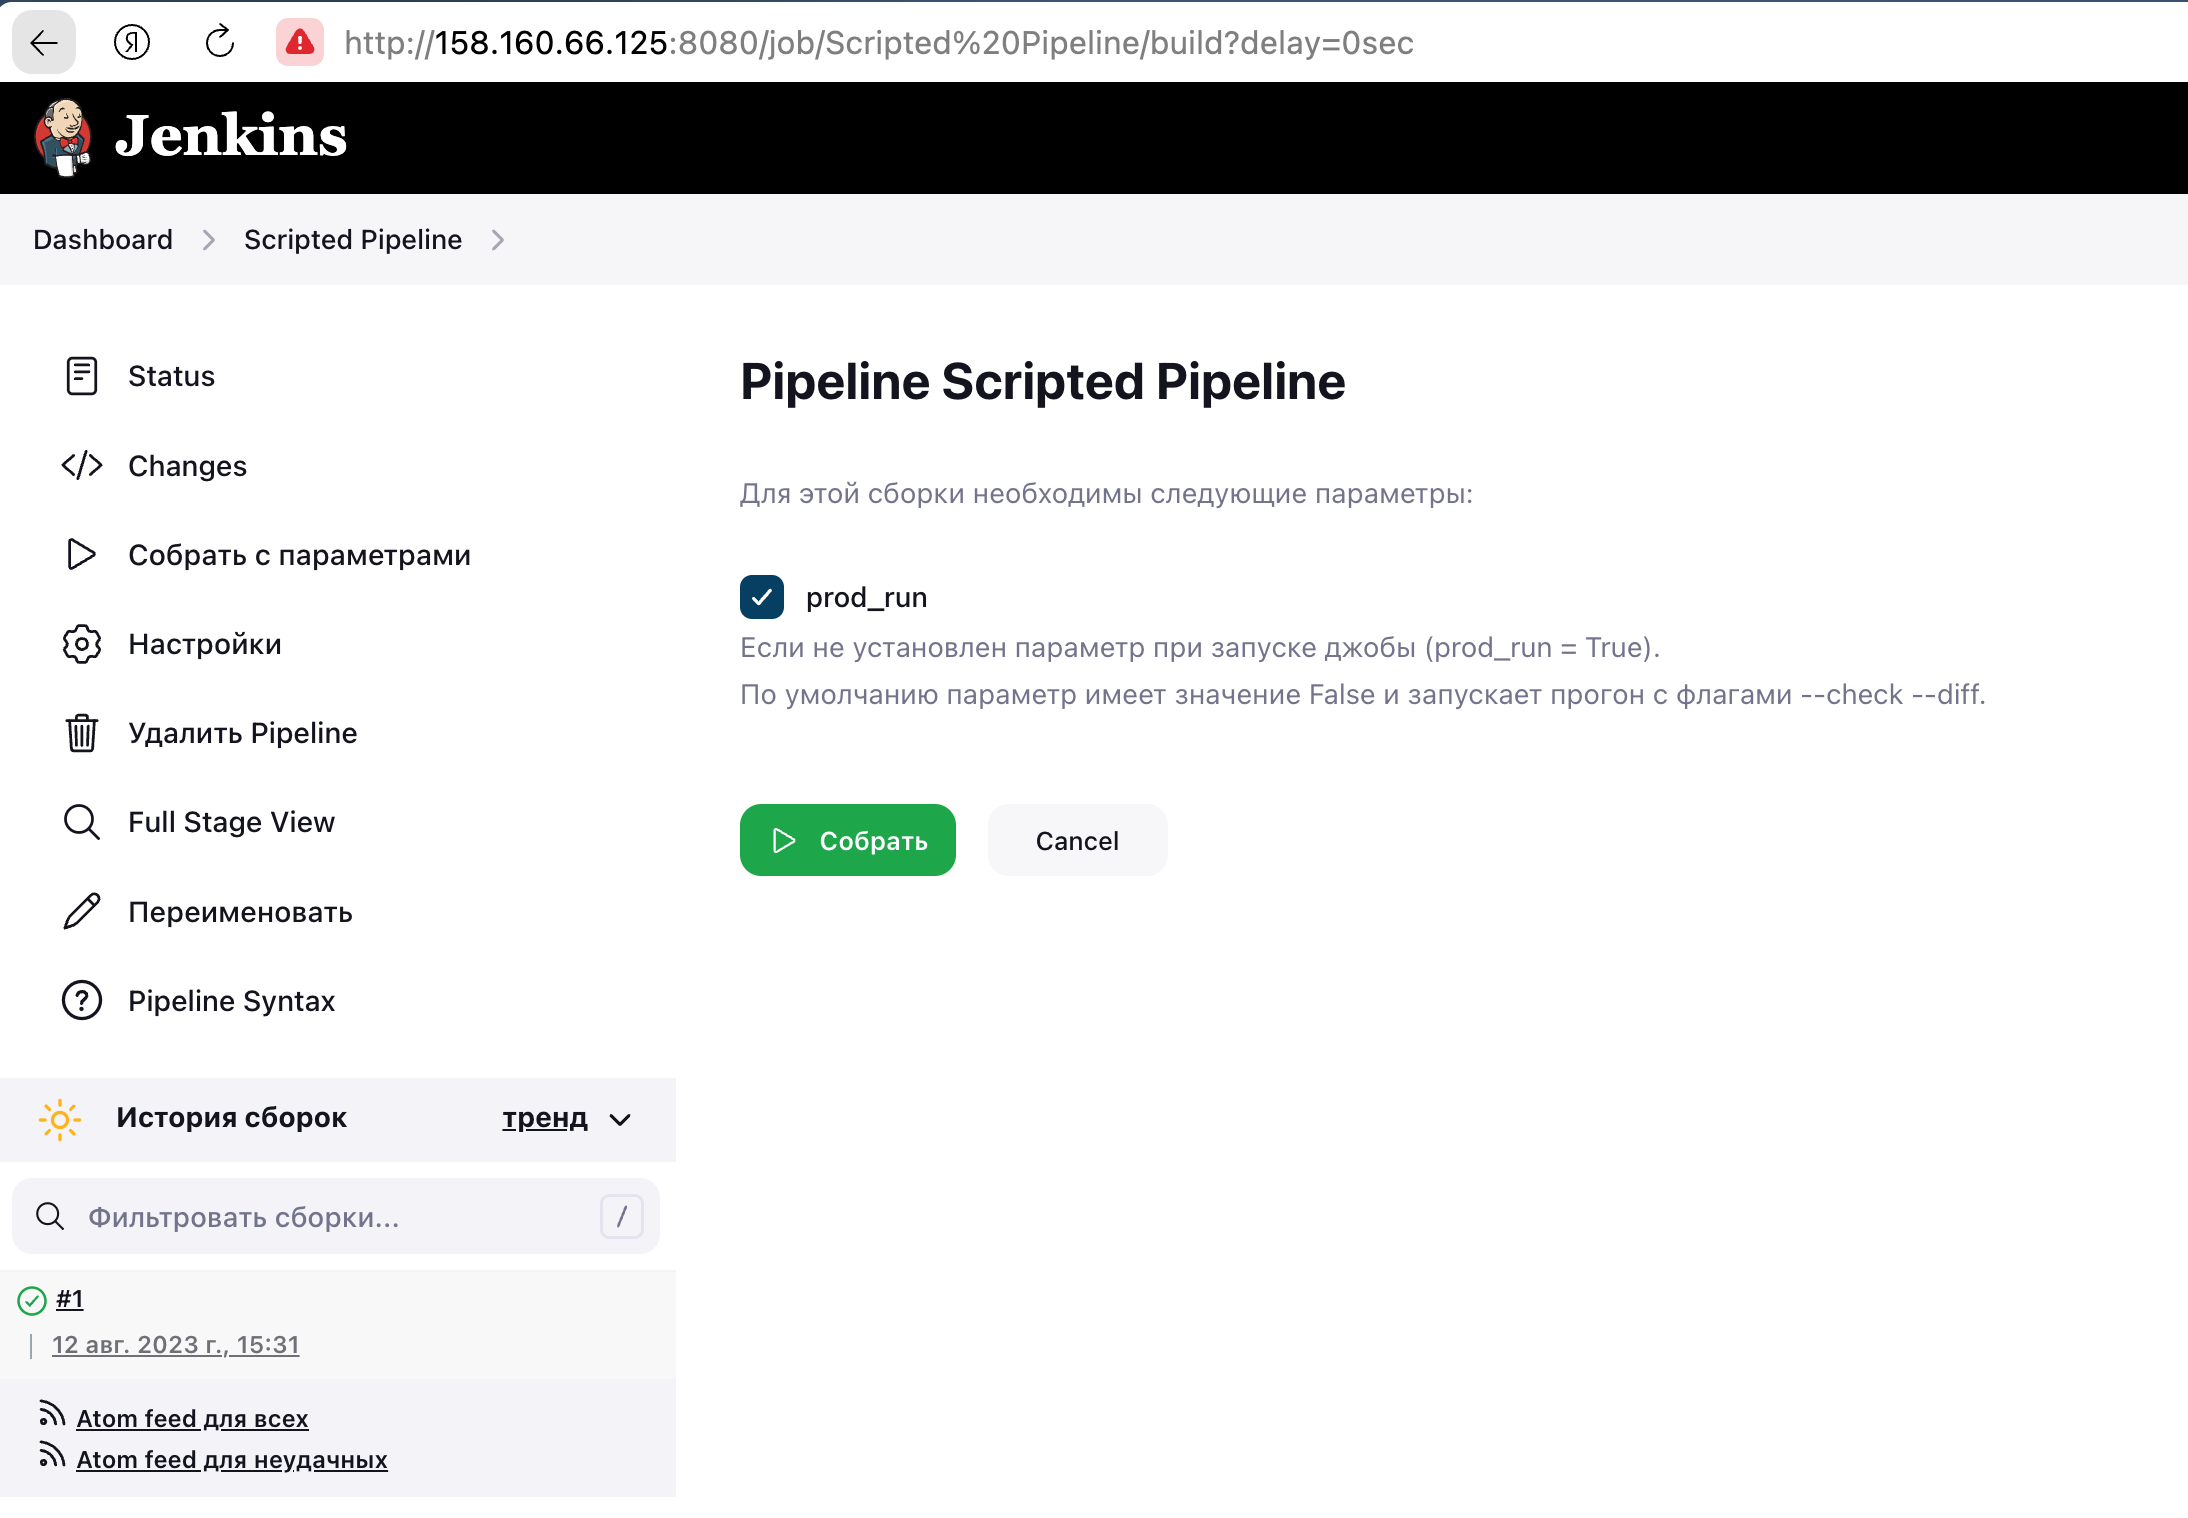 http://158.160.66.125:8080/job/Scripted%20Pipeline/build?delay=0sec
Jenkins
Dashboard
Scripted Pipeline
Status
Changes
Собрать с параметрами
Настройки
Удалить Pipeline
Full Stage View
Переименовать
Pipeline Syntax
История сборок
тренд
Фильтровать сборки...
/
#1
12 авг. 2023 г., 15:31
Atom feed для всех
Atom feed для неудачных
Pipeline Scripted Pipeline
Для этой сборки необходимы следующие параметры:
prod_run
Если не установлен параметр при запуске джобы (prod_run = True).
По умолчанию параметр имеет значение False и запускает прогон с флагами --check --diff.
Собрать
Cancel